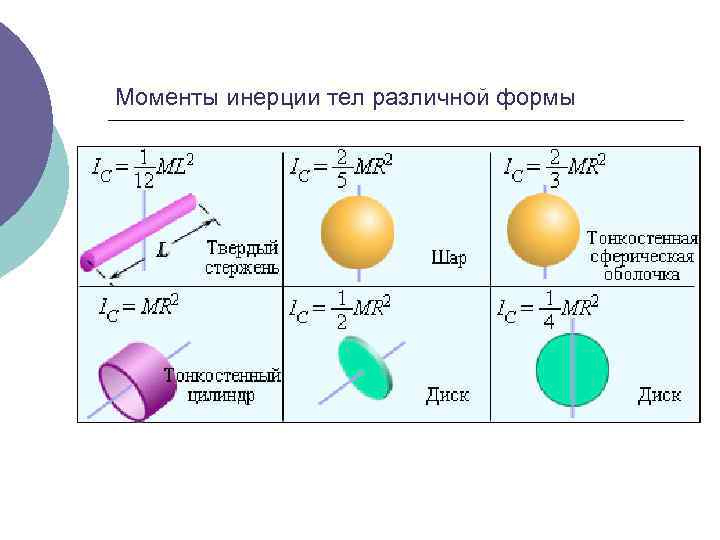 Моменты инерции тел различной формы
I_C = 1/12 ML²
L
Твердый
стержень
I_C = 2/5 MR²
Шар
I_C = 2/3 MR²
Тонкостенная
сферическая
оболочка
I_C = MR²
Тонкостенный
цилиндр
I_C = 1/2 MR²
Диск
I_C = 1/4 MR²
Диск